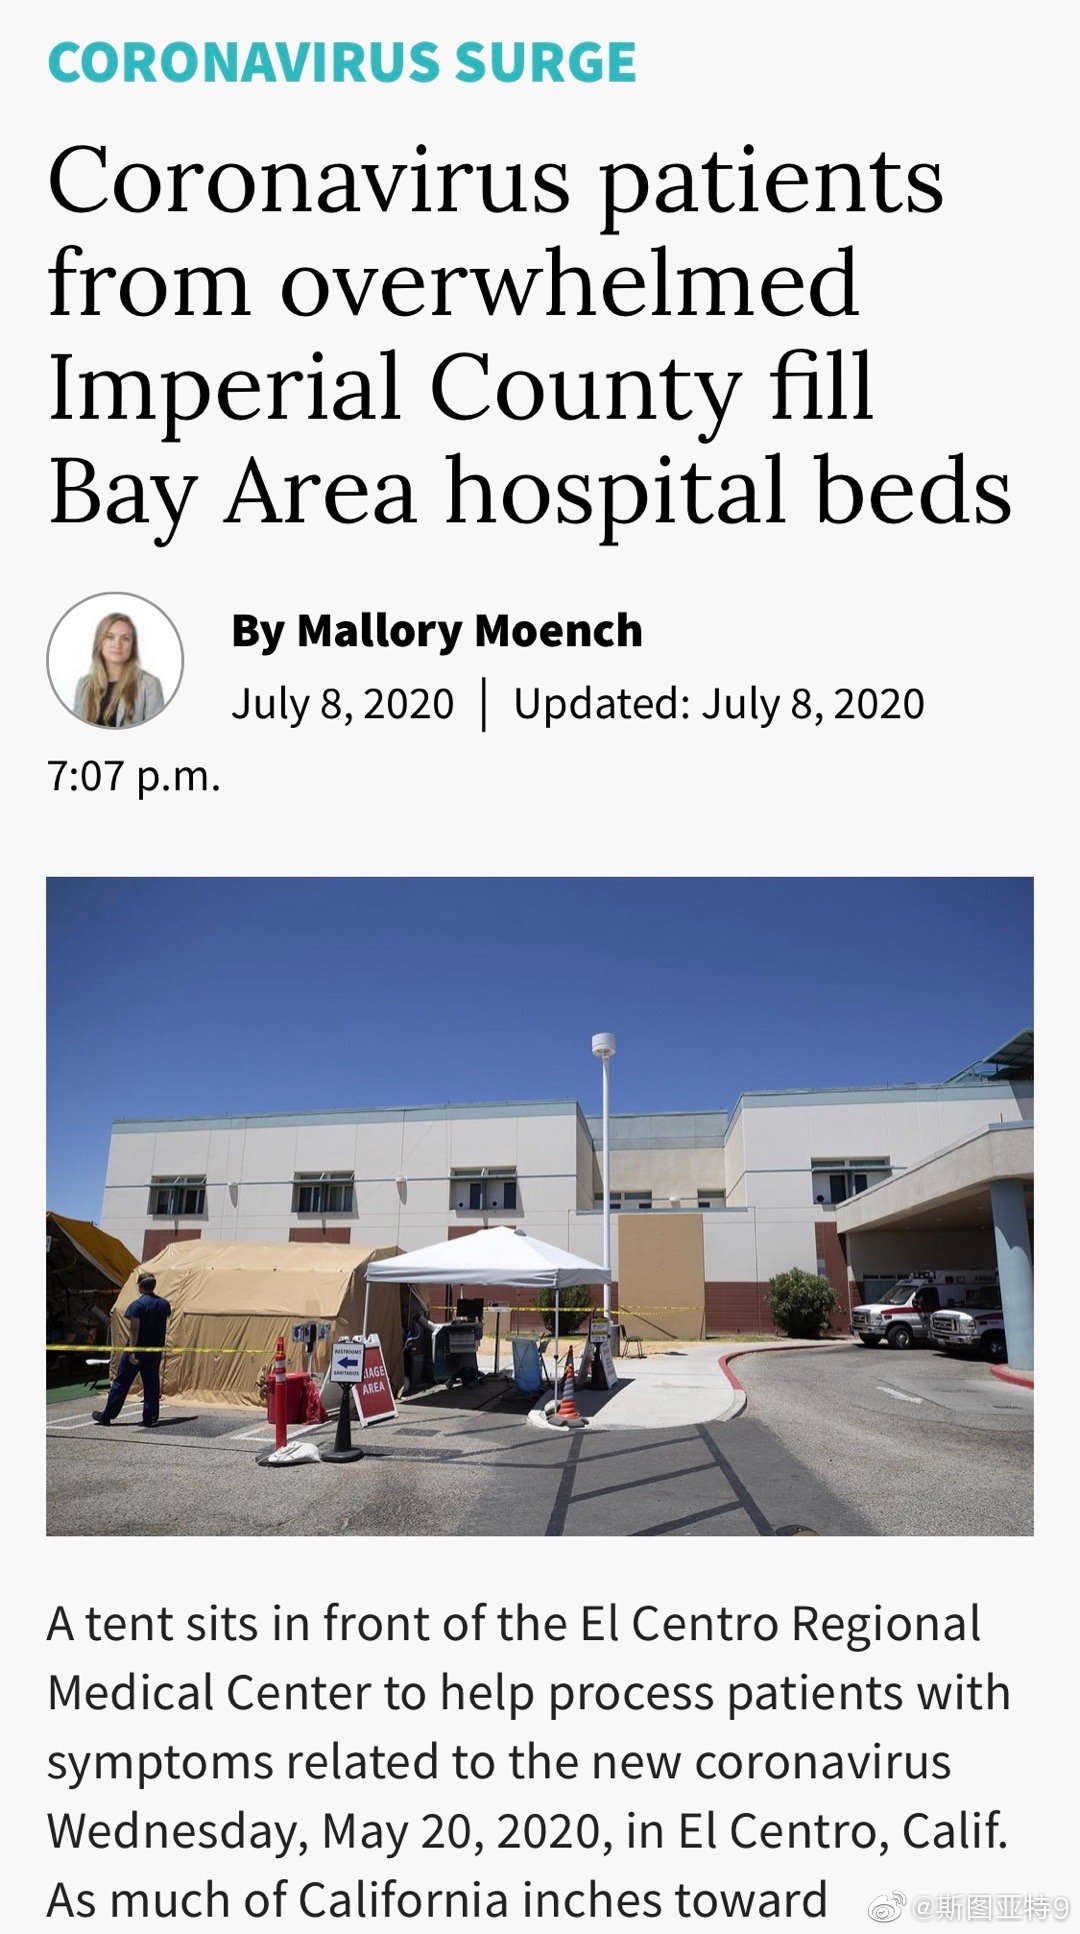 CORONAVIRUS SURGE
Coronavirus patients
from overwhelmed
Imperial County fill
Bay Area hospital beds
By Mallory Moench
July 8, 2020 | Updated: July 8, 2020
7:07 p.m.
RESTROOMS
SANITARIOS
IAGE
AREA
A tent sits in front of the El Centro Regional
Medical Center to help process patients with
symptoms related to the new coronavirus
Wednesday, May 20, 2020, in El Centro, Calif.
As much of California inches toward
@斯图亚特9